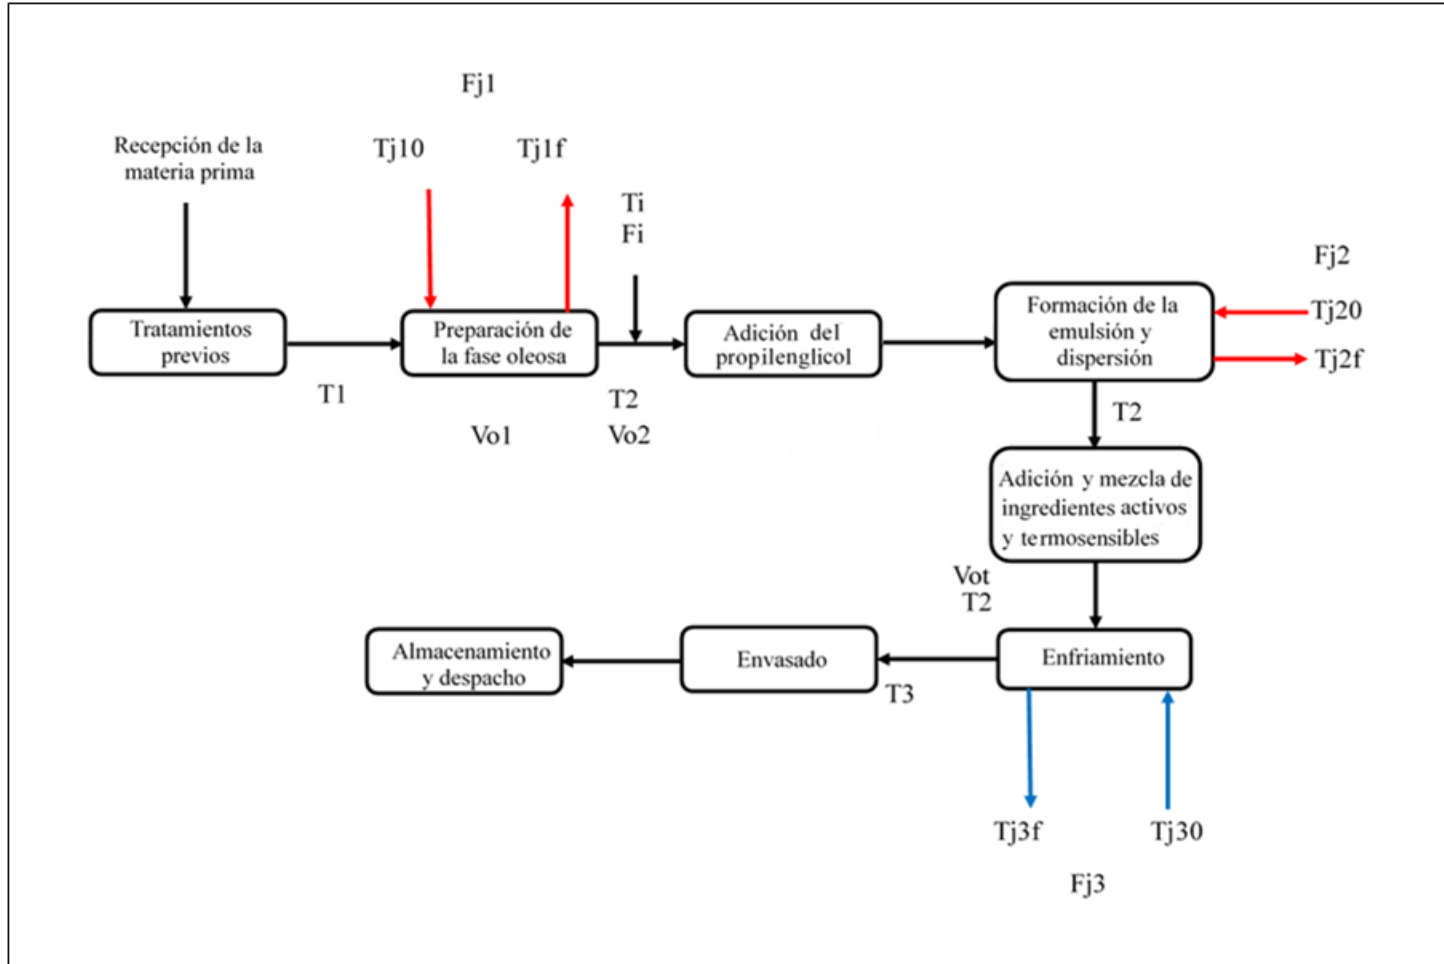 Fj1
Recepción de la
materia prima
Tj10
Tj1f
Ti
Fi
Tratamientos
previos
T1
Preparación de
la fase oleosa
Vo1
T2
Vo2
Adición del
propilenglicol
Formación de la
emulsión y
dispersión
Fj2
Tj20
Tj2f
T2
Adición y mezcla de
ingredientes activos
y termosensibles
Vot
T2
Enfriamiento
T3
Envasado
Almacenamiento
y despacho
Tj3f
Tj30
Fj3